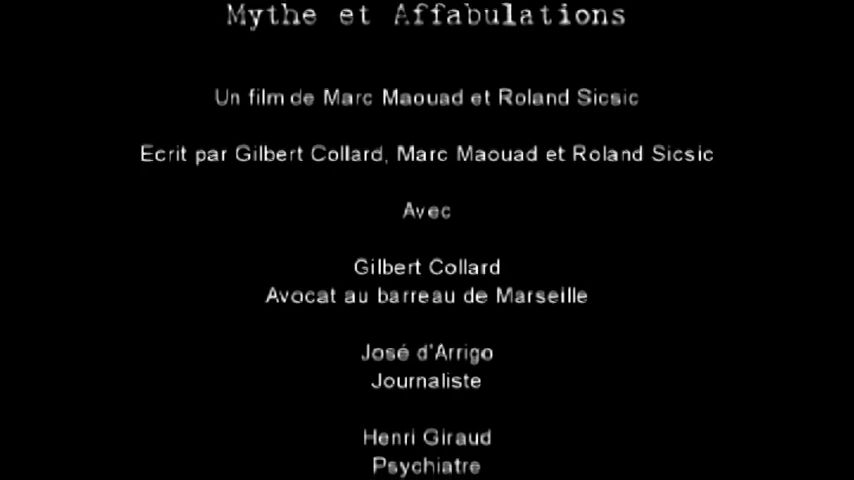 Mythe et Affabulations
Un film de Marc Maouad et Roland Sicsic
Ecrit par Gilbert Collard, Marc Maouad et Roland Sicsic
Avec
Gilbert Collard
Avocat au barreau de Marseille
José d'Arrigo
Journaliste
Henri Giraud
Psychiatre